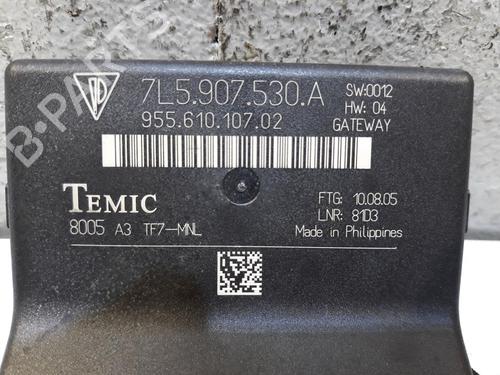 B-PARTS
7L5.907.530.A
SW:0012
HW: 04
955.610.107.02
GATEWAY
TEMIC
FTG: 10.08.05
LNR: 81D3
8005 A3 TF7-MNL
Made in Philippines